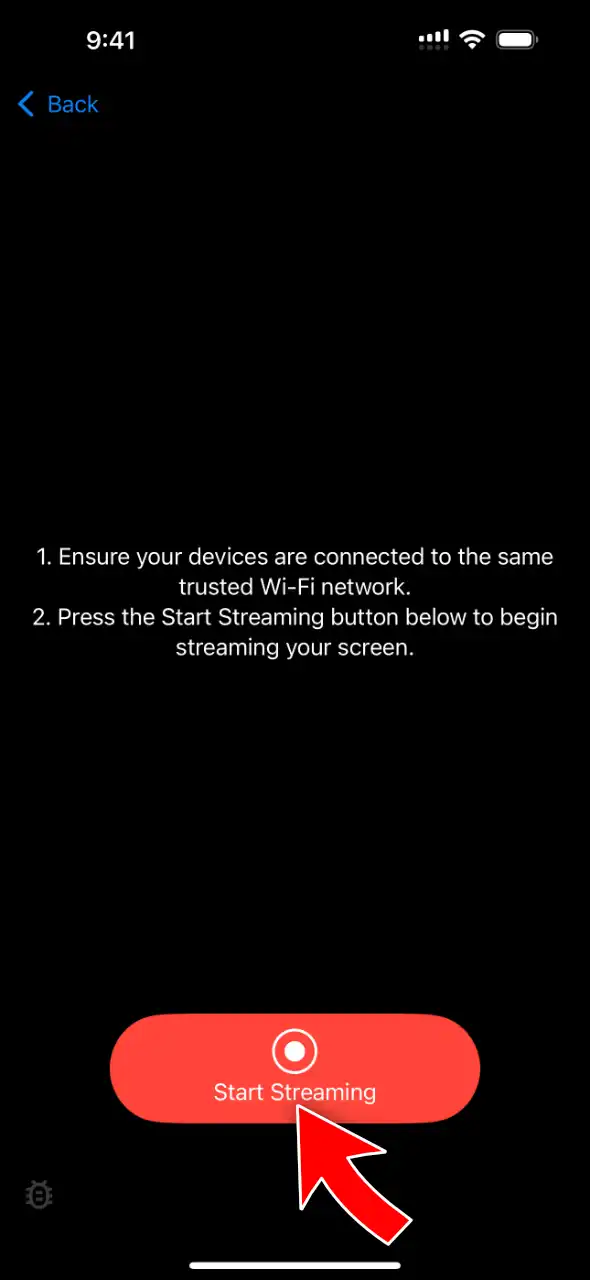 9:41
Back
1. Ensure your devices are connected to the same
trusted Wi-Fi network.
2. Press the Start Streaming button below to begin
streaming your screen.
Start Streaming